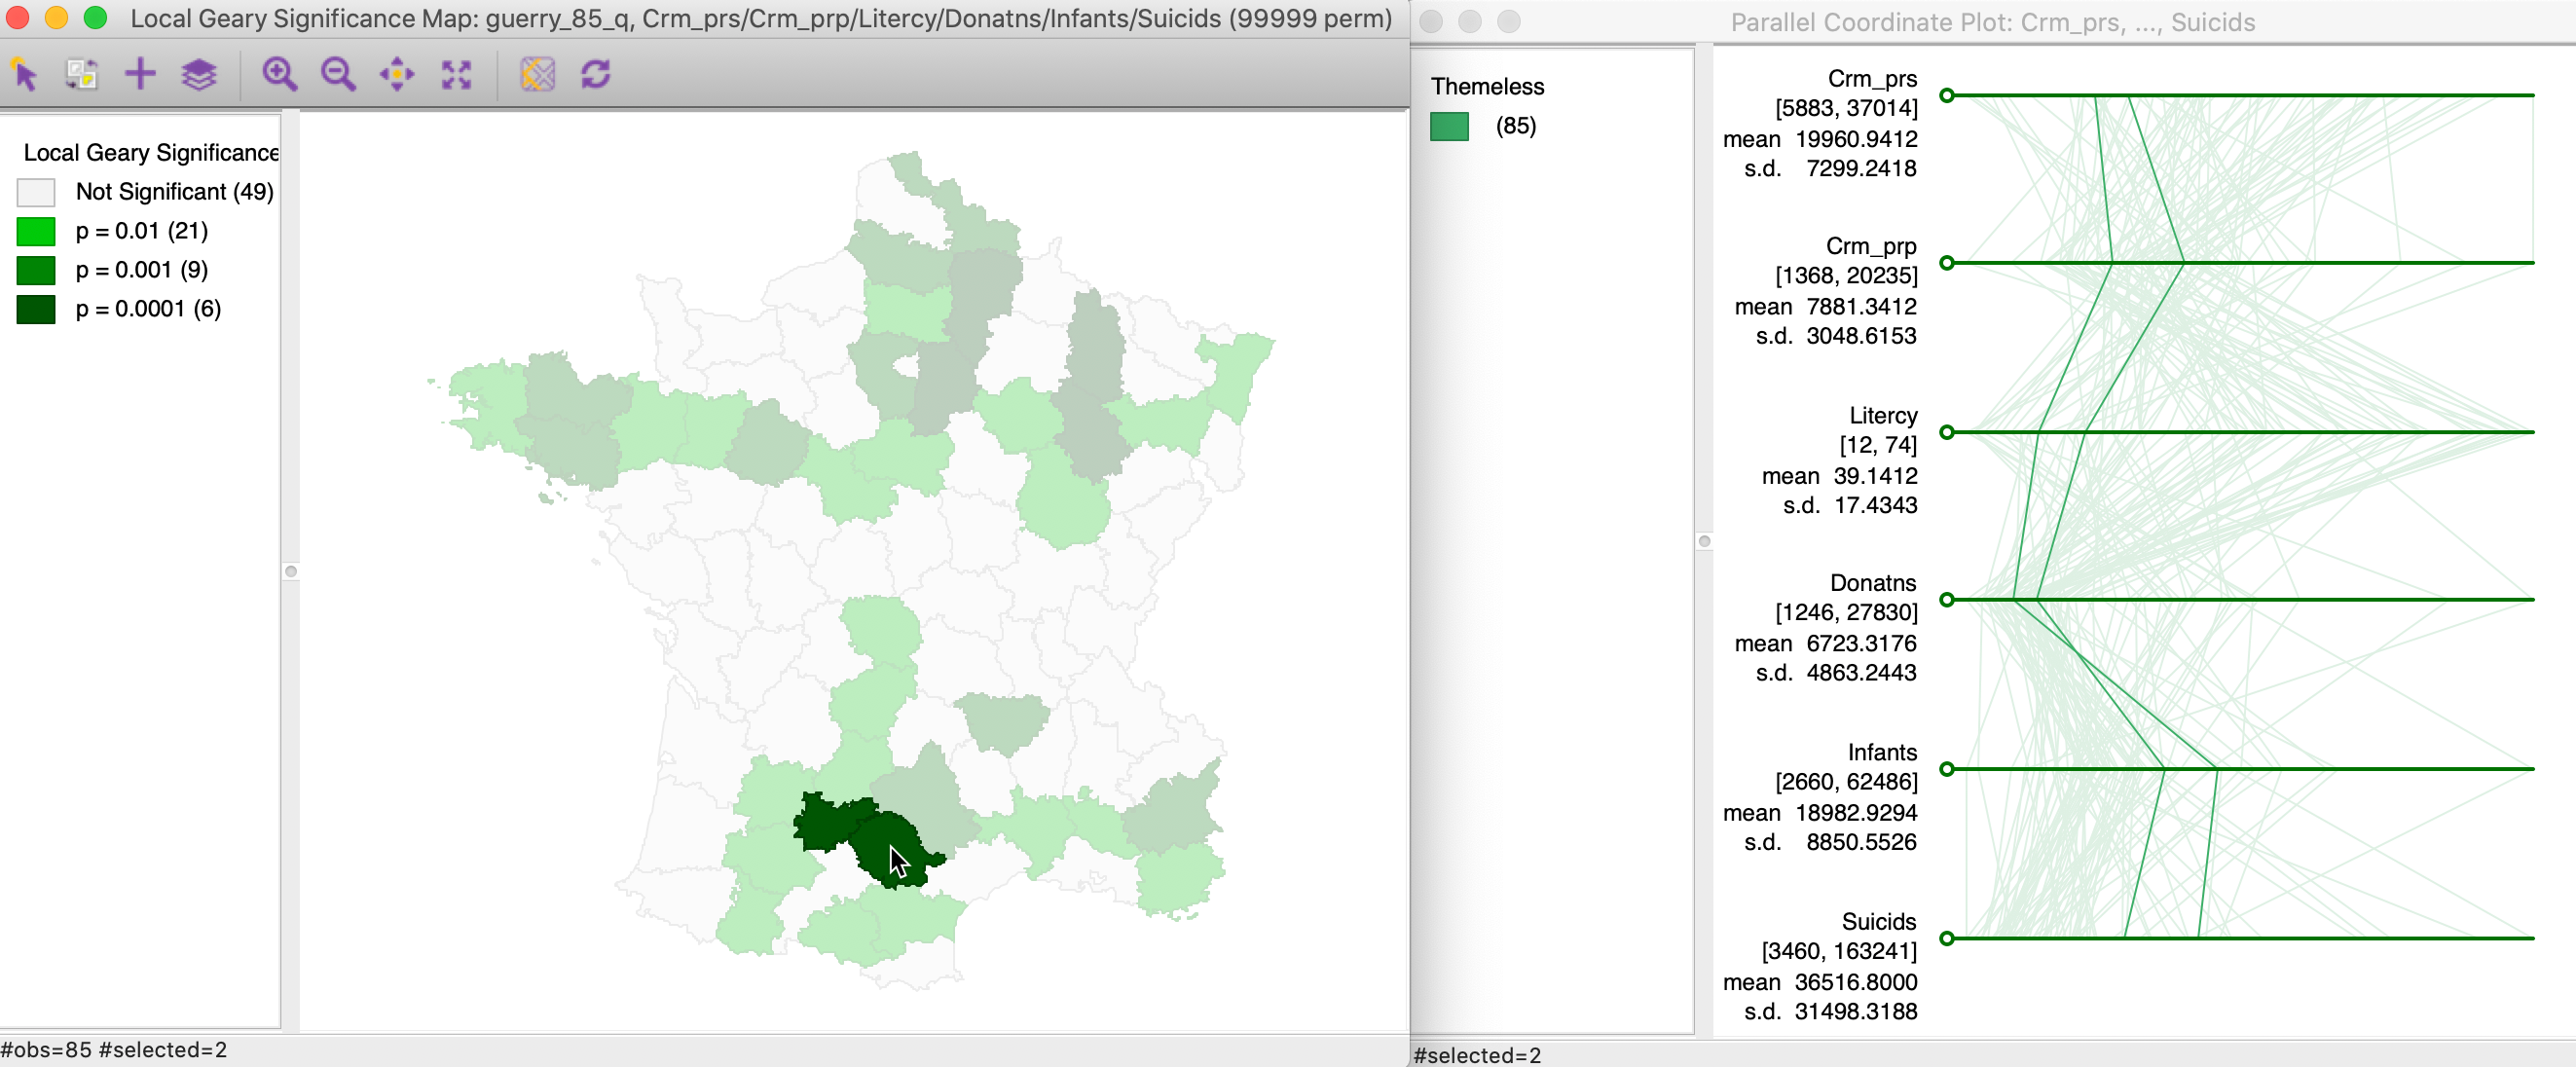 Local Geary Significance Map: guerry_85_q, Crm_prs/Crm_prp/Litercy/Donatns/Infants/Suicids (99999 perm)
Local Geary Significance
Not Significant (49)
p = 0.01 (21)
p = 0.001 (9)
p = 0.0001 (6)
#obs=85 #selected=2
Parallel Coordinate Plot: Crm_prs, ..., Suicids
Themeless
(85)
Crm_prs
[5883, 37014]
mean 19960.9412
s.d. 7299.2418
Crm_prp
[1368, 20235]
mean 7881.3412
s.d. 3048.6153
Litercy
[12, 74]
mean 39.1412
s.d. 17.4343
Donatns
[1246, 27830]
mean 6723.3176
s.d. 4863.2443
Infants
[2660, 62486]
mean 18982.9294
s.d. 8850.5526
Suicids
[3460, 163241]
mean 36516.8000
s.d. 31498.3188
#selected=2